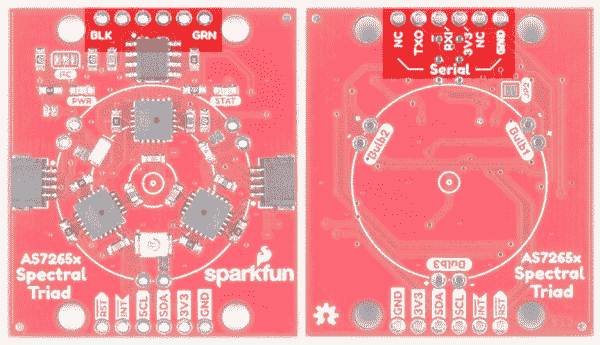 BLK GRN
I²C
PWR STAT
AS7265x
Spectral
Triad
sparkfun
RST INT SCL SDA 3V3 GND
NC TXO RXI 3V3 NC GND
Serial
JP2
Bulb2 Bulb1
Bulb3
AS7265x
Spectral
Triad
GND 3V3 SDA SCL INT RST